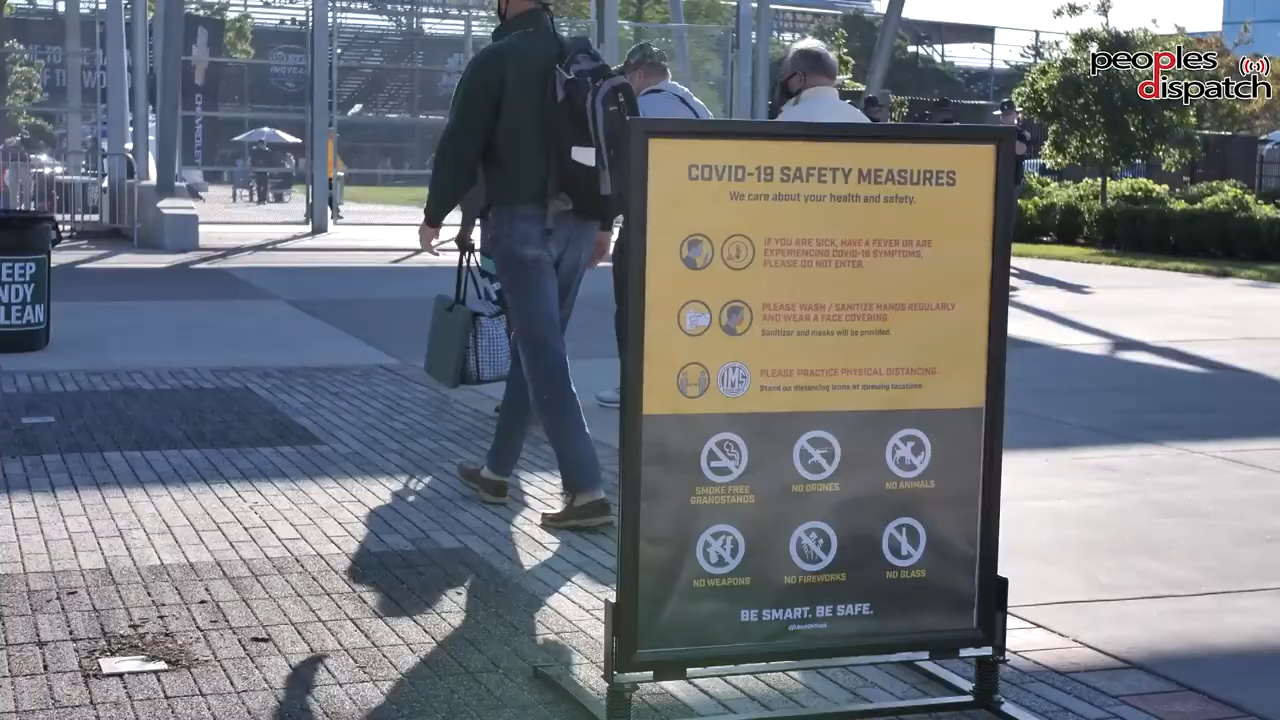 peoples
dispatch
COVID-19 SAFETY MEASURES
We care about your health and safety.
IF YOU ARE SICK, HAVE A FEVER OR ARE
EXPERIENCING COVID-19 SYMPTOMS,
PLEASE DO NOT ENTER.
PLEASE WASH / SANITIZE HANDS REGULARLY
AND WEAR A FACE COVERING.
Sanitizer and masks will be provided.
PLEASE PRACTICE PHYSICAL DISTANCING.
IMS
Stand on distancing icons at queuing locations.
SMOKE FREE
GRANDSTANDS
NO DRONES
NO ANIMALS
NO WEAPONS
NO FIREWORKS
NO GLASS
BE SMART. BE SAFE.
EEP
NDY
LEAN
CHEVROLET
INDYCAR